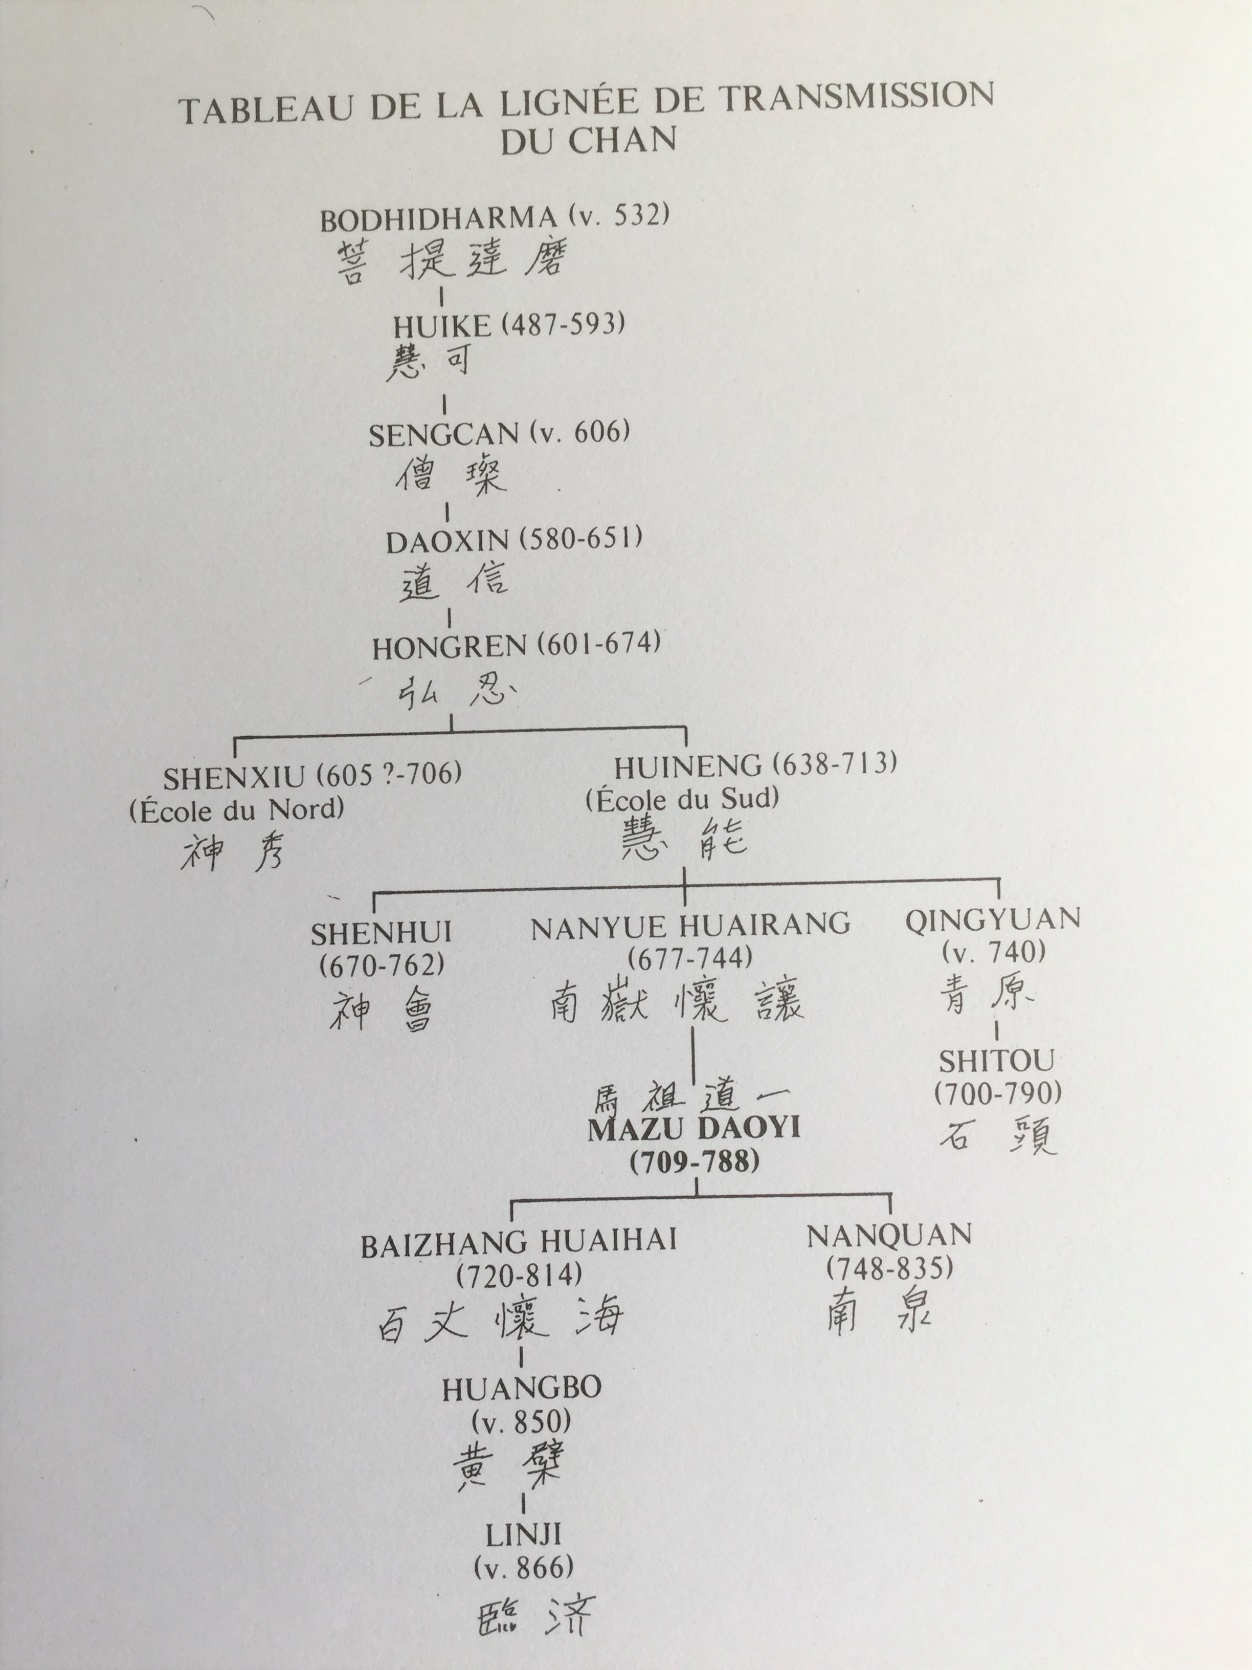 TABLEAU DE LA LIGNÉE DE TRANSMISSION
DU CHAN
BODHIDHARMA (v. 532)
菩提達磨
HUIKE (487-593)
慧可
SENGCAN (v. 606)
僧璨
DAOXIN (580-651)
道信
HONGREN (601-674)
弘忍
SHENXIU (605 ?-706)
(École du Nord)
神秀
HUINENG (638-713)
(École du Sud)
慧能
SHENHUI
(670-762)
神會
NANYUE HUAIRANG
(677-744)
南嶽懷讓
QINGYUAN
(v. 740)
青原
SHITOU
(700-790)
石頭
馬祖道一
MAZU DAOYI
(709-788)
BAIZHANG HUAIHAI
(720-814)
百丈懷海
NANQUAN
(748-835)
南泉
HUANGBO
(v. 850)
黄檗
LINJI
(v. 866)
臨済